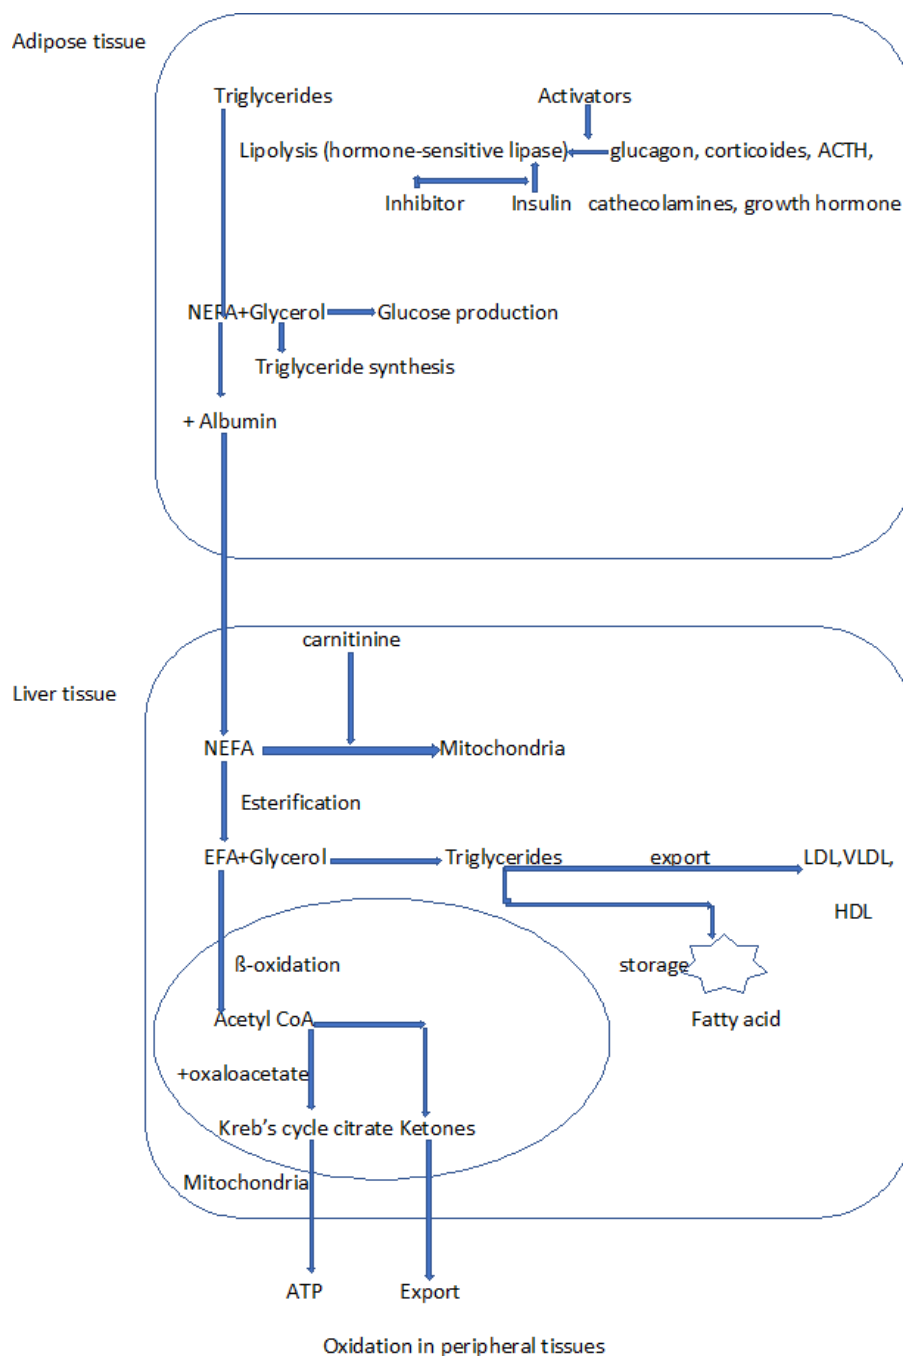 Adipose tissue
Triglycerides
Activators
Lipolysis (hormone-sensitive lipase)
glucagon, corticoides, ACTH,
Inhibitor
Insulin
cathecolamines, growth hormone
NEFA+Glycerol
Glucose production
Triglyceride synthesis
+ Albumin
carnitinine
Liver tissue
NEFA
Mitochondria
Esterification
EFA+Glycerol
Triglycerides
export
LDL,VLDL,
HDL
ß-oxidation
storage
Acetyl CoA
Fatty acid
+oxaloacetate
Kreb's cycle citrate
Ketones
Mitochondria
ATP
Export
Oxidation in peripheral tissues